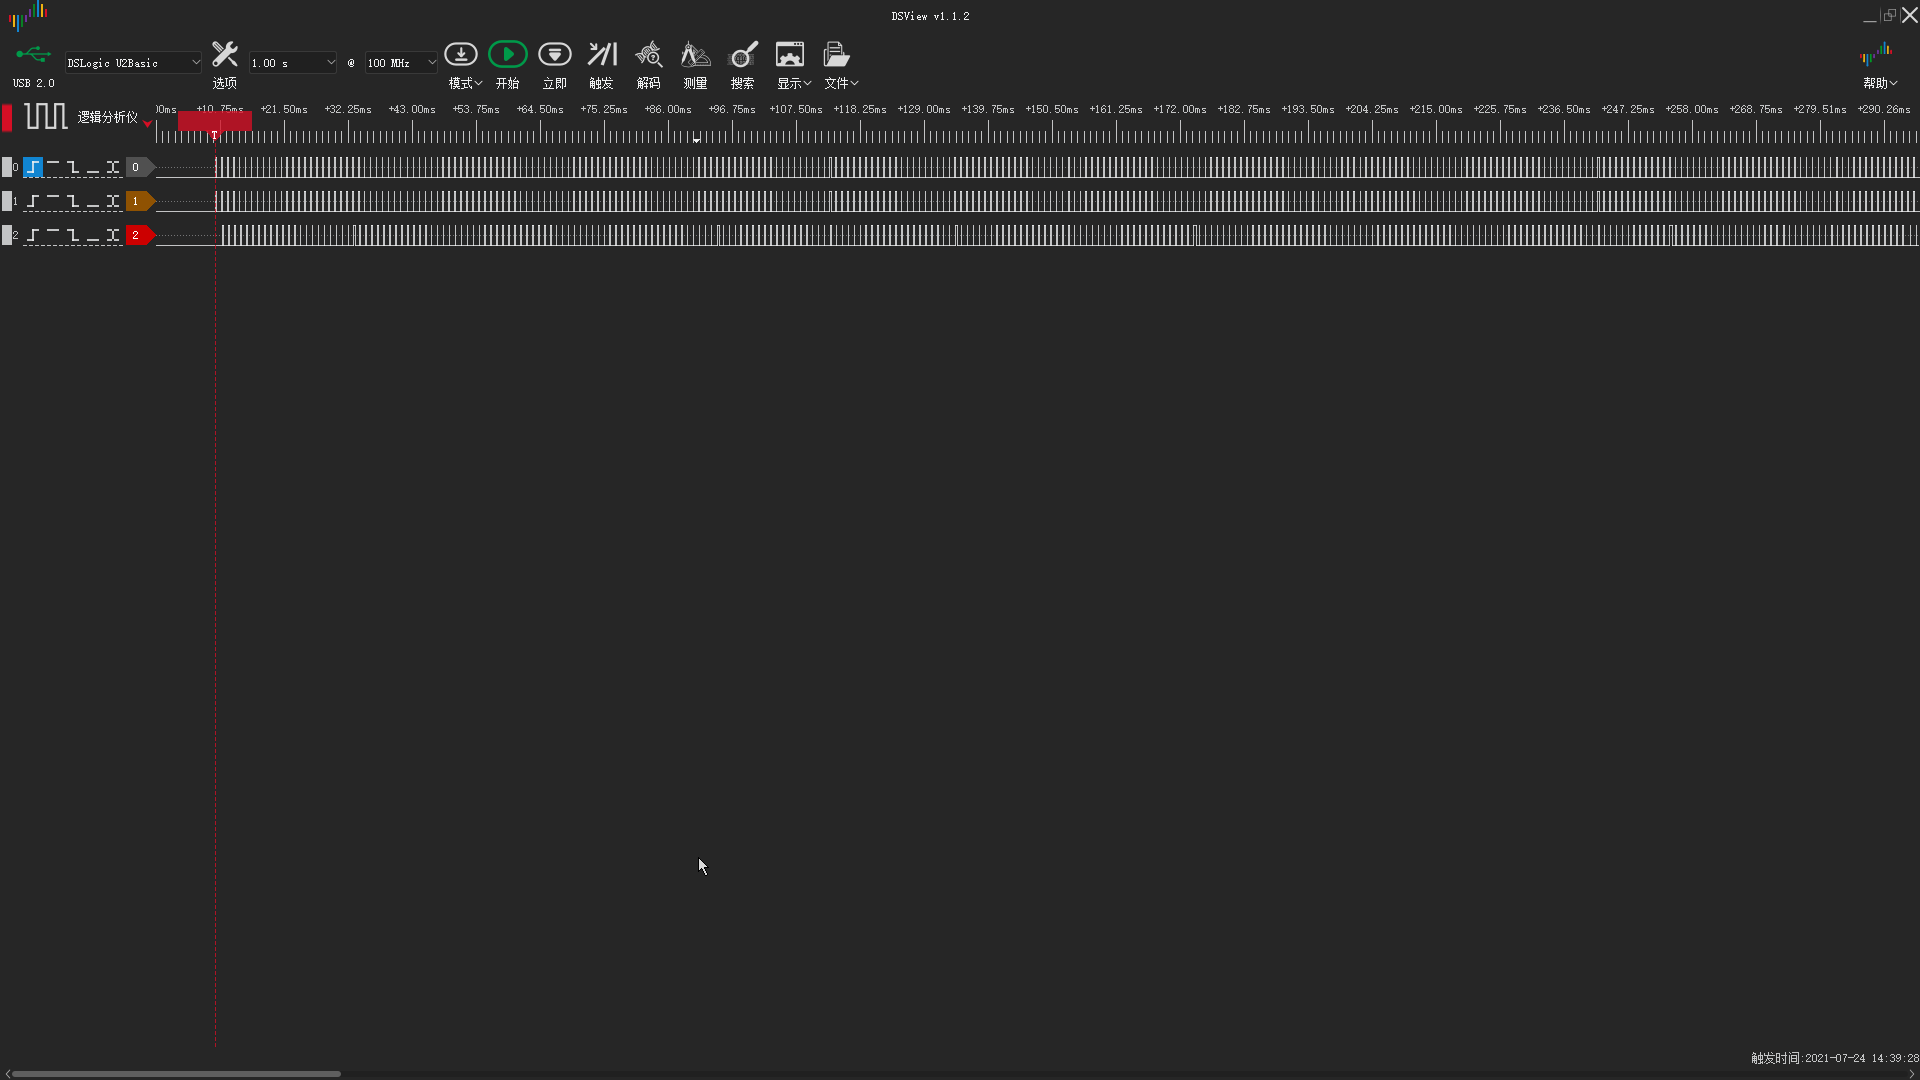 DSView v1.1.2
USB 2.0
DSLogic U2Basic
选项
1.00 s
@
100 MHz
模式
开始
立即
触发
解码
测量
搜索
显示
文件
帮助
逻辑分析仪
+10.75ms +21.50ms +32.25ms +43.00ms +53.75ms +64.50ms +75.25ms +86.00ms +96.75ms +107.50ms +118.25ms +129.00ms +139.75ms +150.50ms +161.25ms +172.00ms +182.75ms +193.50ms +204.25ms +215.00ms +225.75ms +236.50ms +247.25ms +258.00ms +268.75ms +279.51ms +290.26ms
T
0 0
1 1
2 2
触发时间:2021-07-24 14:39:28